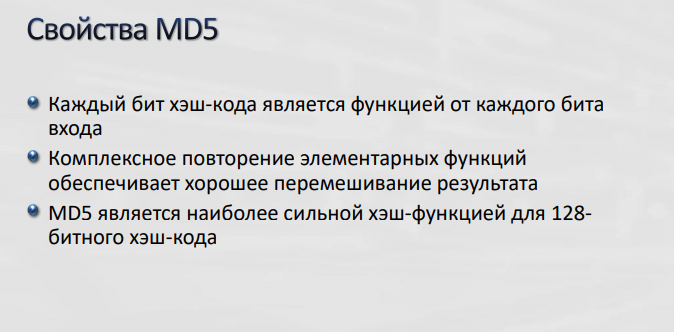 Свойства MD5
Каждый бит хэш-кода является функцией от каждого бита
входа
Комплексное повторение элементарных функций
обеспечивает хорошее перемешивание результата
MD5 является наиболее сильной хэш-функцией для 128-
битного хэш-кода